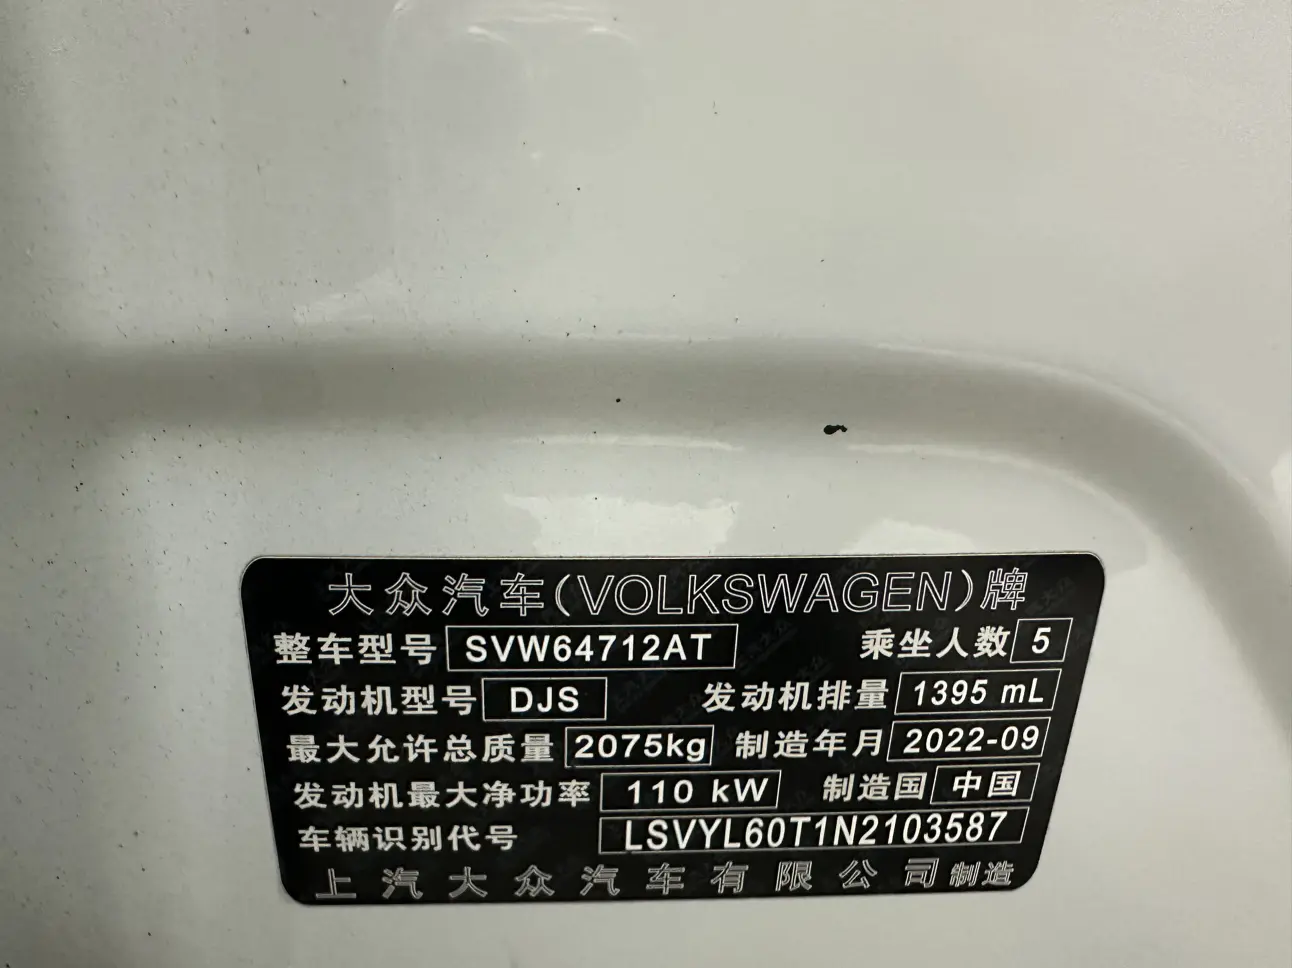 大众汽车(VOLKSWAGEN)牌
整车型号 SVW64712AT 乘坐人数 5
发动机型号 DJS 发动机排量 1395 mL
最大允许总质量 2075kg 制造年月 2022-09
发动机最大净功率 110 kW 制造国 中国
车辆识别代号 LSVYL60T1N2103587
上汽大众汽车有限公司制造